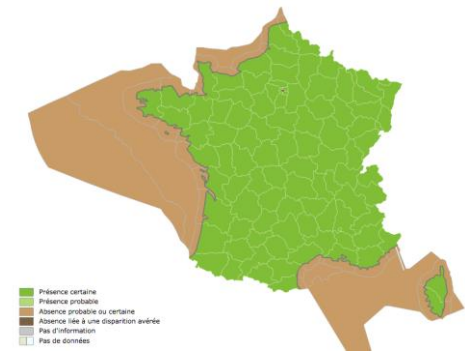 Présence certaine
Présence probable
Absence probable ou certaine
Absence liée à une disparition avérée
Pas d'information
Pas de données